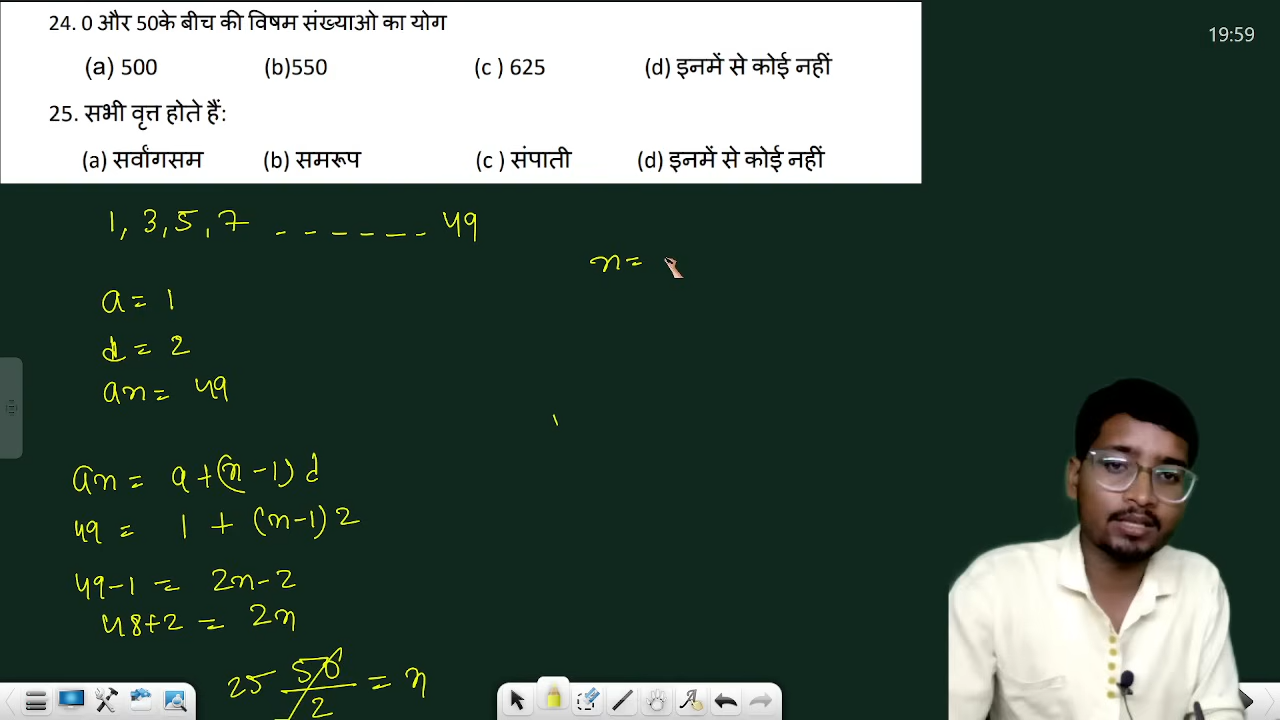 24. 0 और 50के बीच की विषम संख्याओ का योग
19:59
(a) 500 (b)550 (c ) 625 (d) इनमें से कोई नहीं
25. सभी वृत्त होते हैं:
(a) सर्वांगसम (b) समरूप (c ) संपाती (d) इनमें से कोई नहीं
1, 3, 5, 7 - - - - - - 49
n =
a = 1
d = 2
an = 49
an = a + (n-1) d
49 = 1 + (n-1) 2
49-1 = 2n-2
48+2 = 2n
25 50/2 = n